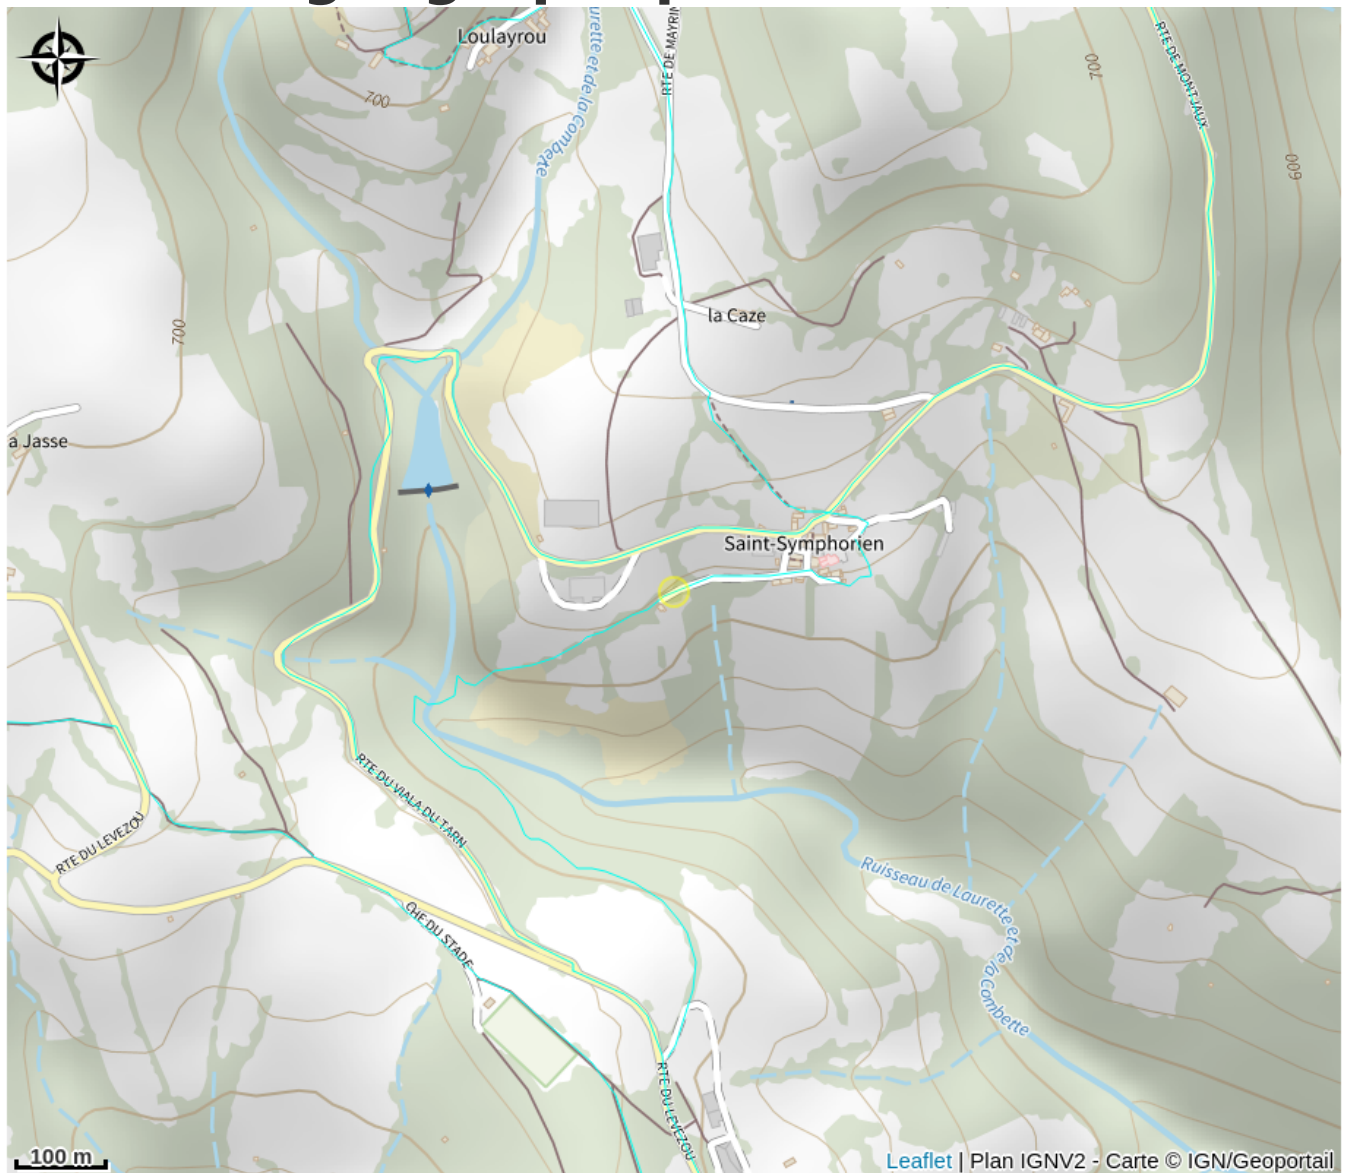 Loulayrou
urette et de la Combette
RTE DE MAYRIN
RTE DE MONTJAUX
700
700
600
700
la Caze
a Jasse
Saint-Symphorien
RTE DU VIALA DU TARN
RTE DU LEVEZOU
Ruisseau de Laurette et de la Combette
CHE DU STADE
RTE DU LEVEZOU
100 m
Leaflet | Plan IGNV2 - Carte © IGN/Geoportail